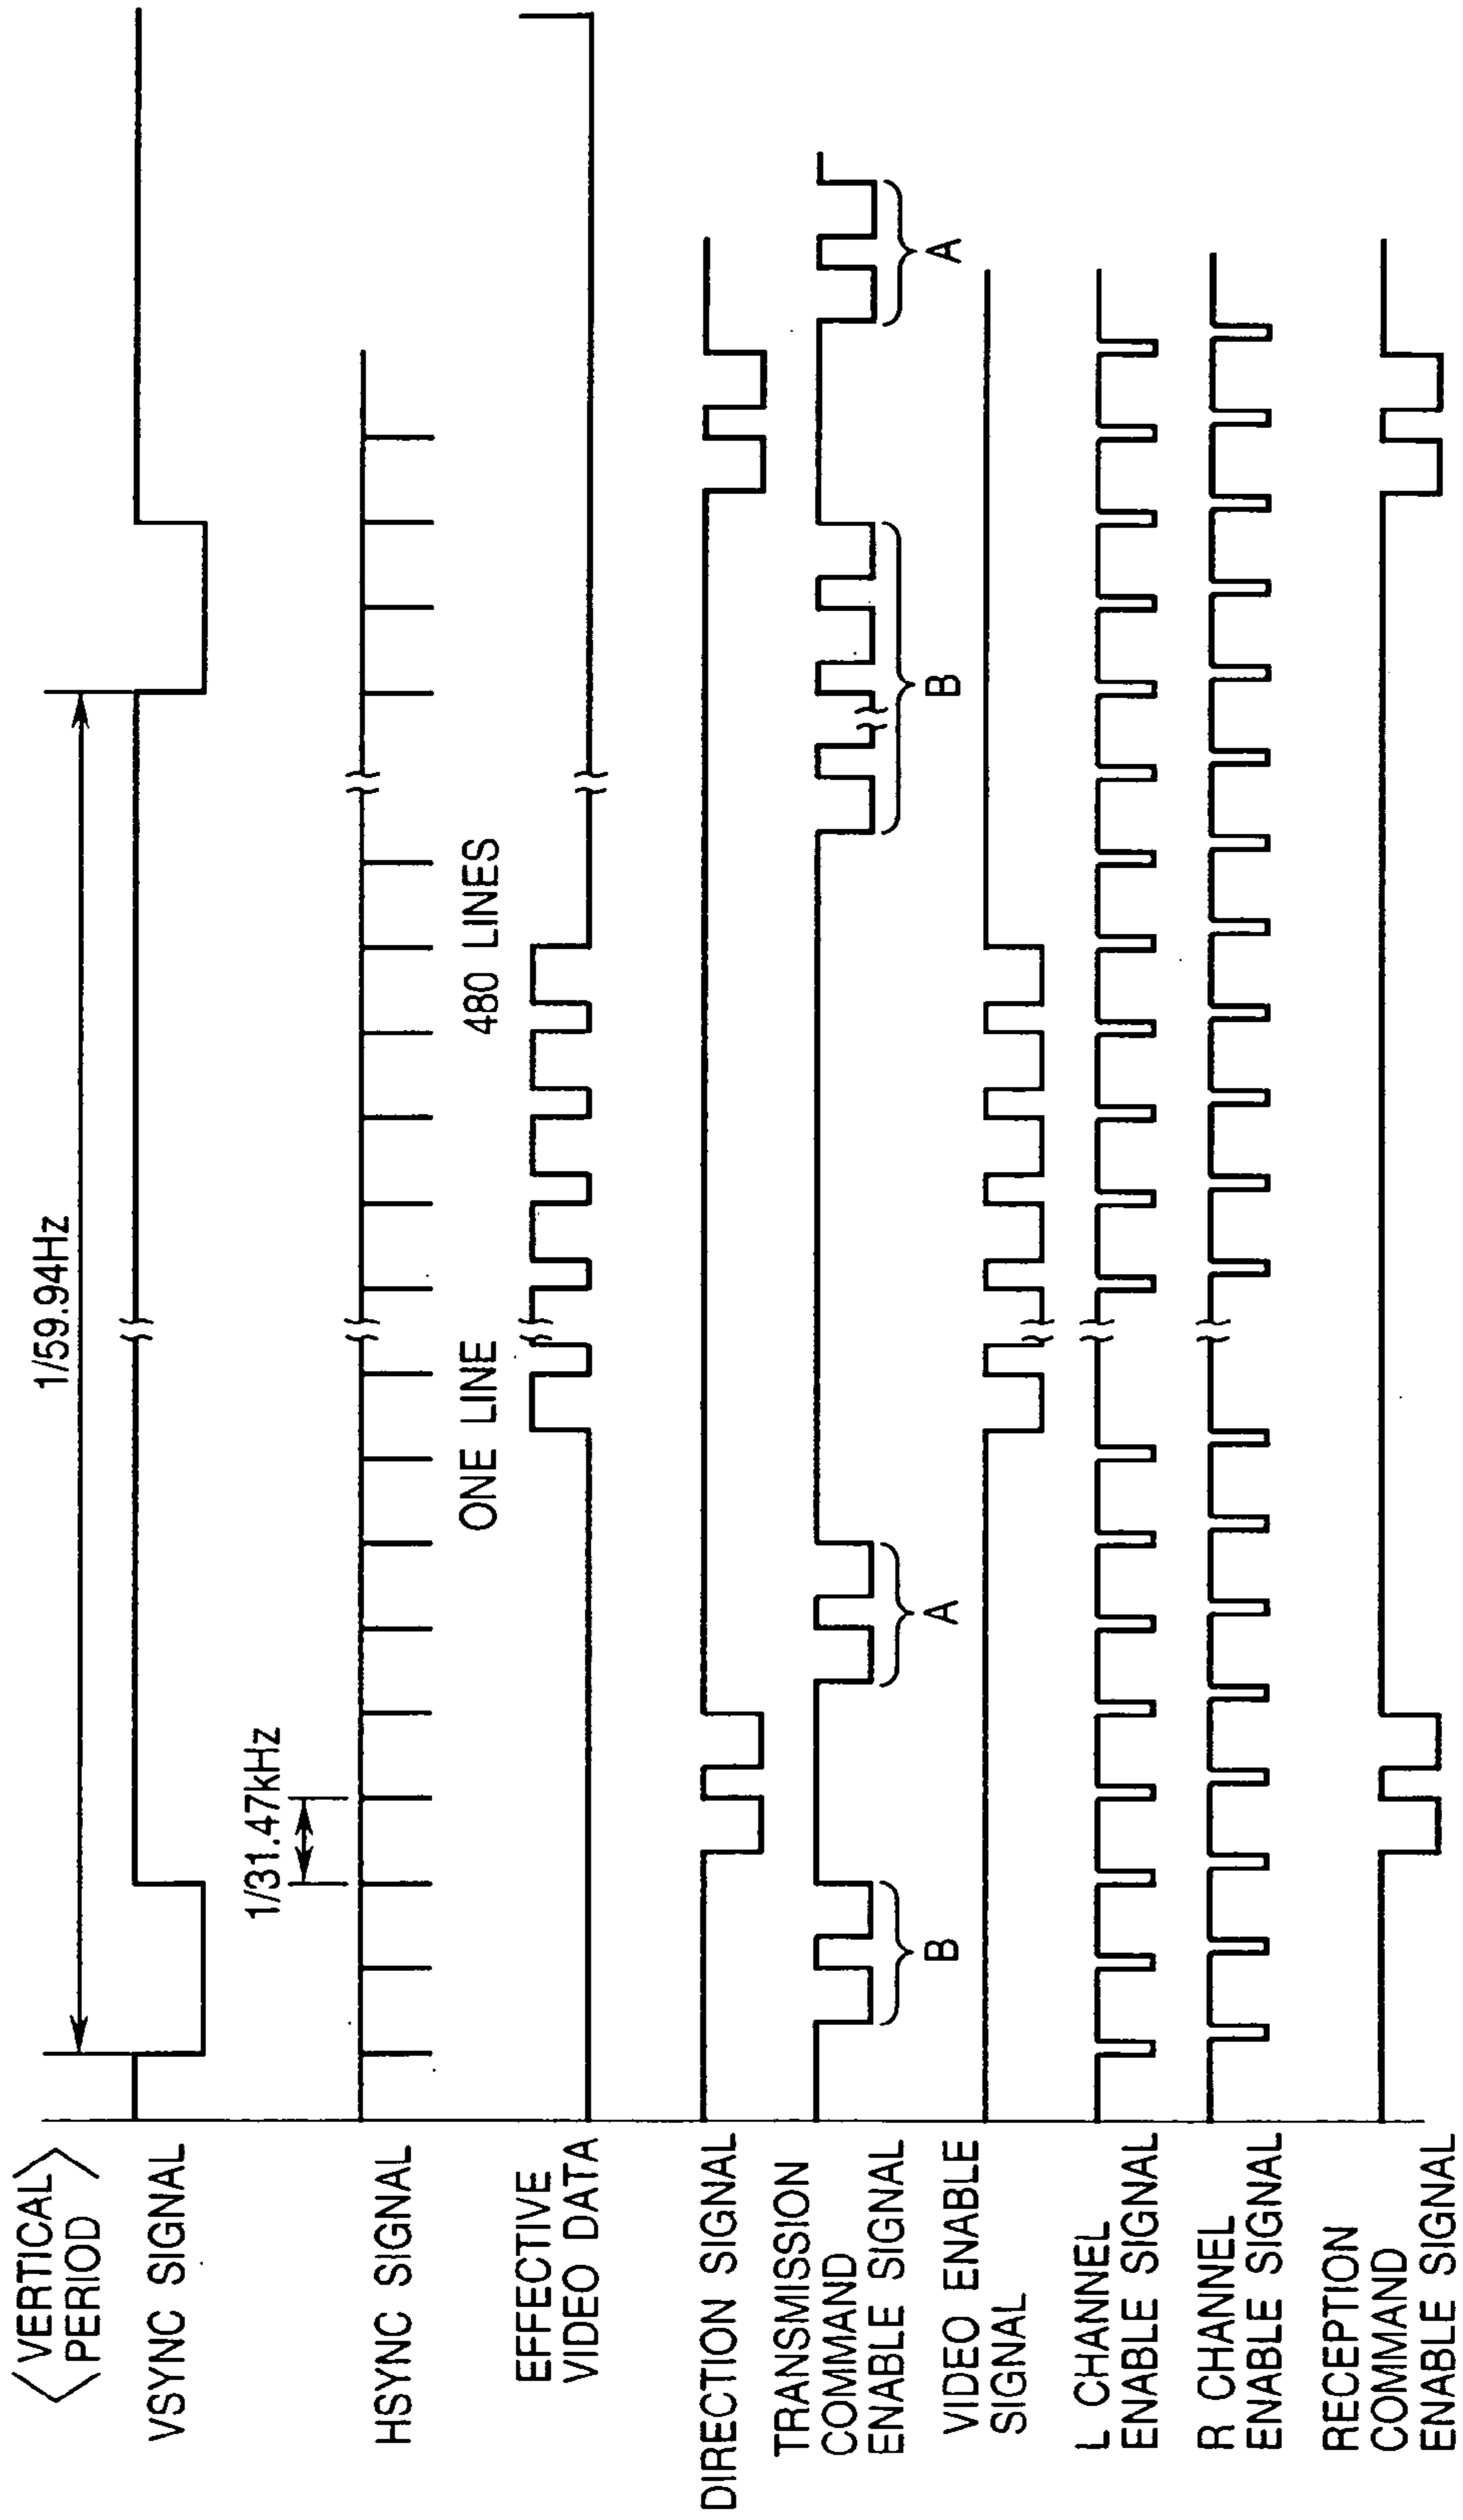 <VERTICAL
PERIOD>
1/59.94Hz
VSYNC SIGNAL
1/31.47kHz
HSYNC SIGNAL
ONE LINE
480 LINES
EFFECTIVE
VIDEO DATA
DIRECTION SIGNAL
TRANSMISSION
COMMAND
ENABLE SIGNAL
B
A
B
A
VIDEO ENABLE
SIGNAL
L CHANNEL
ENABLE SIGNAL
R CHANNEL
ENABLE SIGNAL
RECEPTION
COMMAND
ENABLE SIGNAL